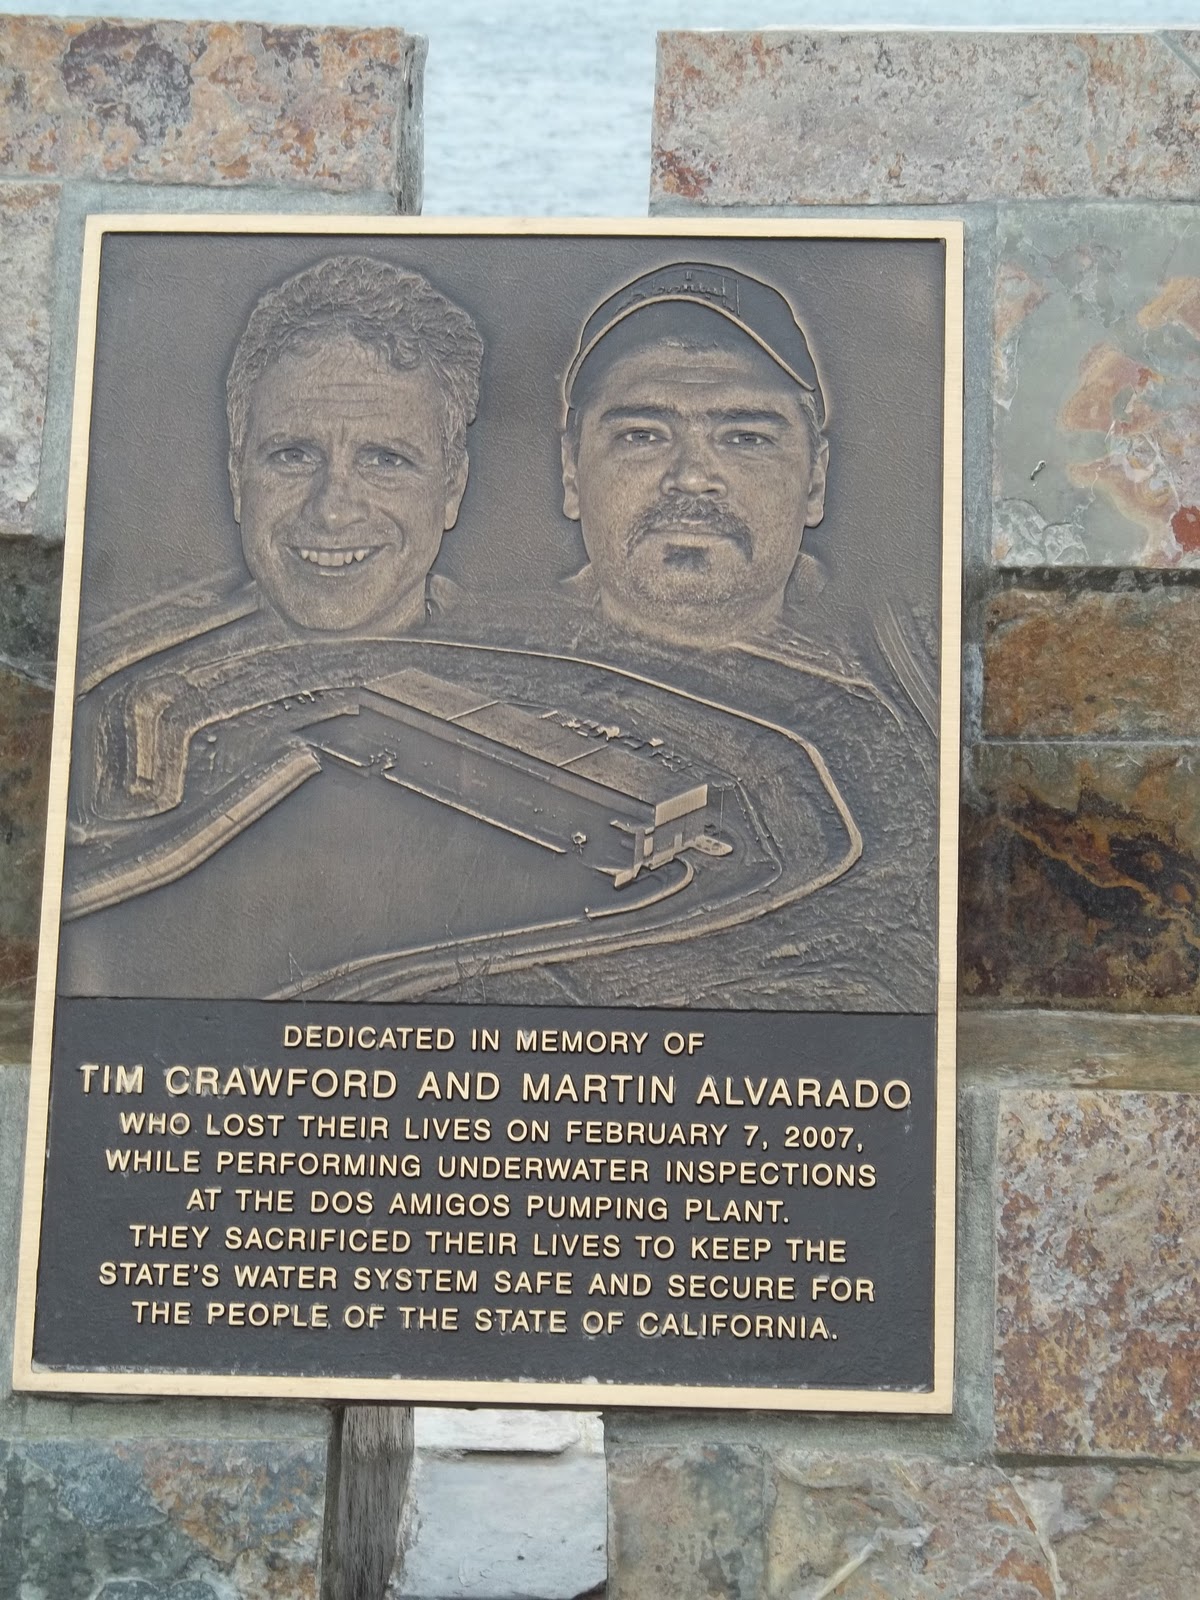 DEDICATED IN MEMORY OF
TIM CRAWFORD AND MARTIN ALVARADO
WHO LOST THEIR LIVES ON FEBRUARY 7, 2007,
WHILE PERFORMING UNDERWATER INSPECTIONS
AT THE DOS AMIGOS PUMPING PLANT.
THEY SACRIFICED THEIR LIVES TO KEEP THE
STATE'S WATER SYSTEM SAFE AND SECURE FOR
THE PEOPLE OF THE STATE OF CALIFORNIA.